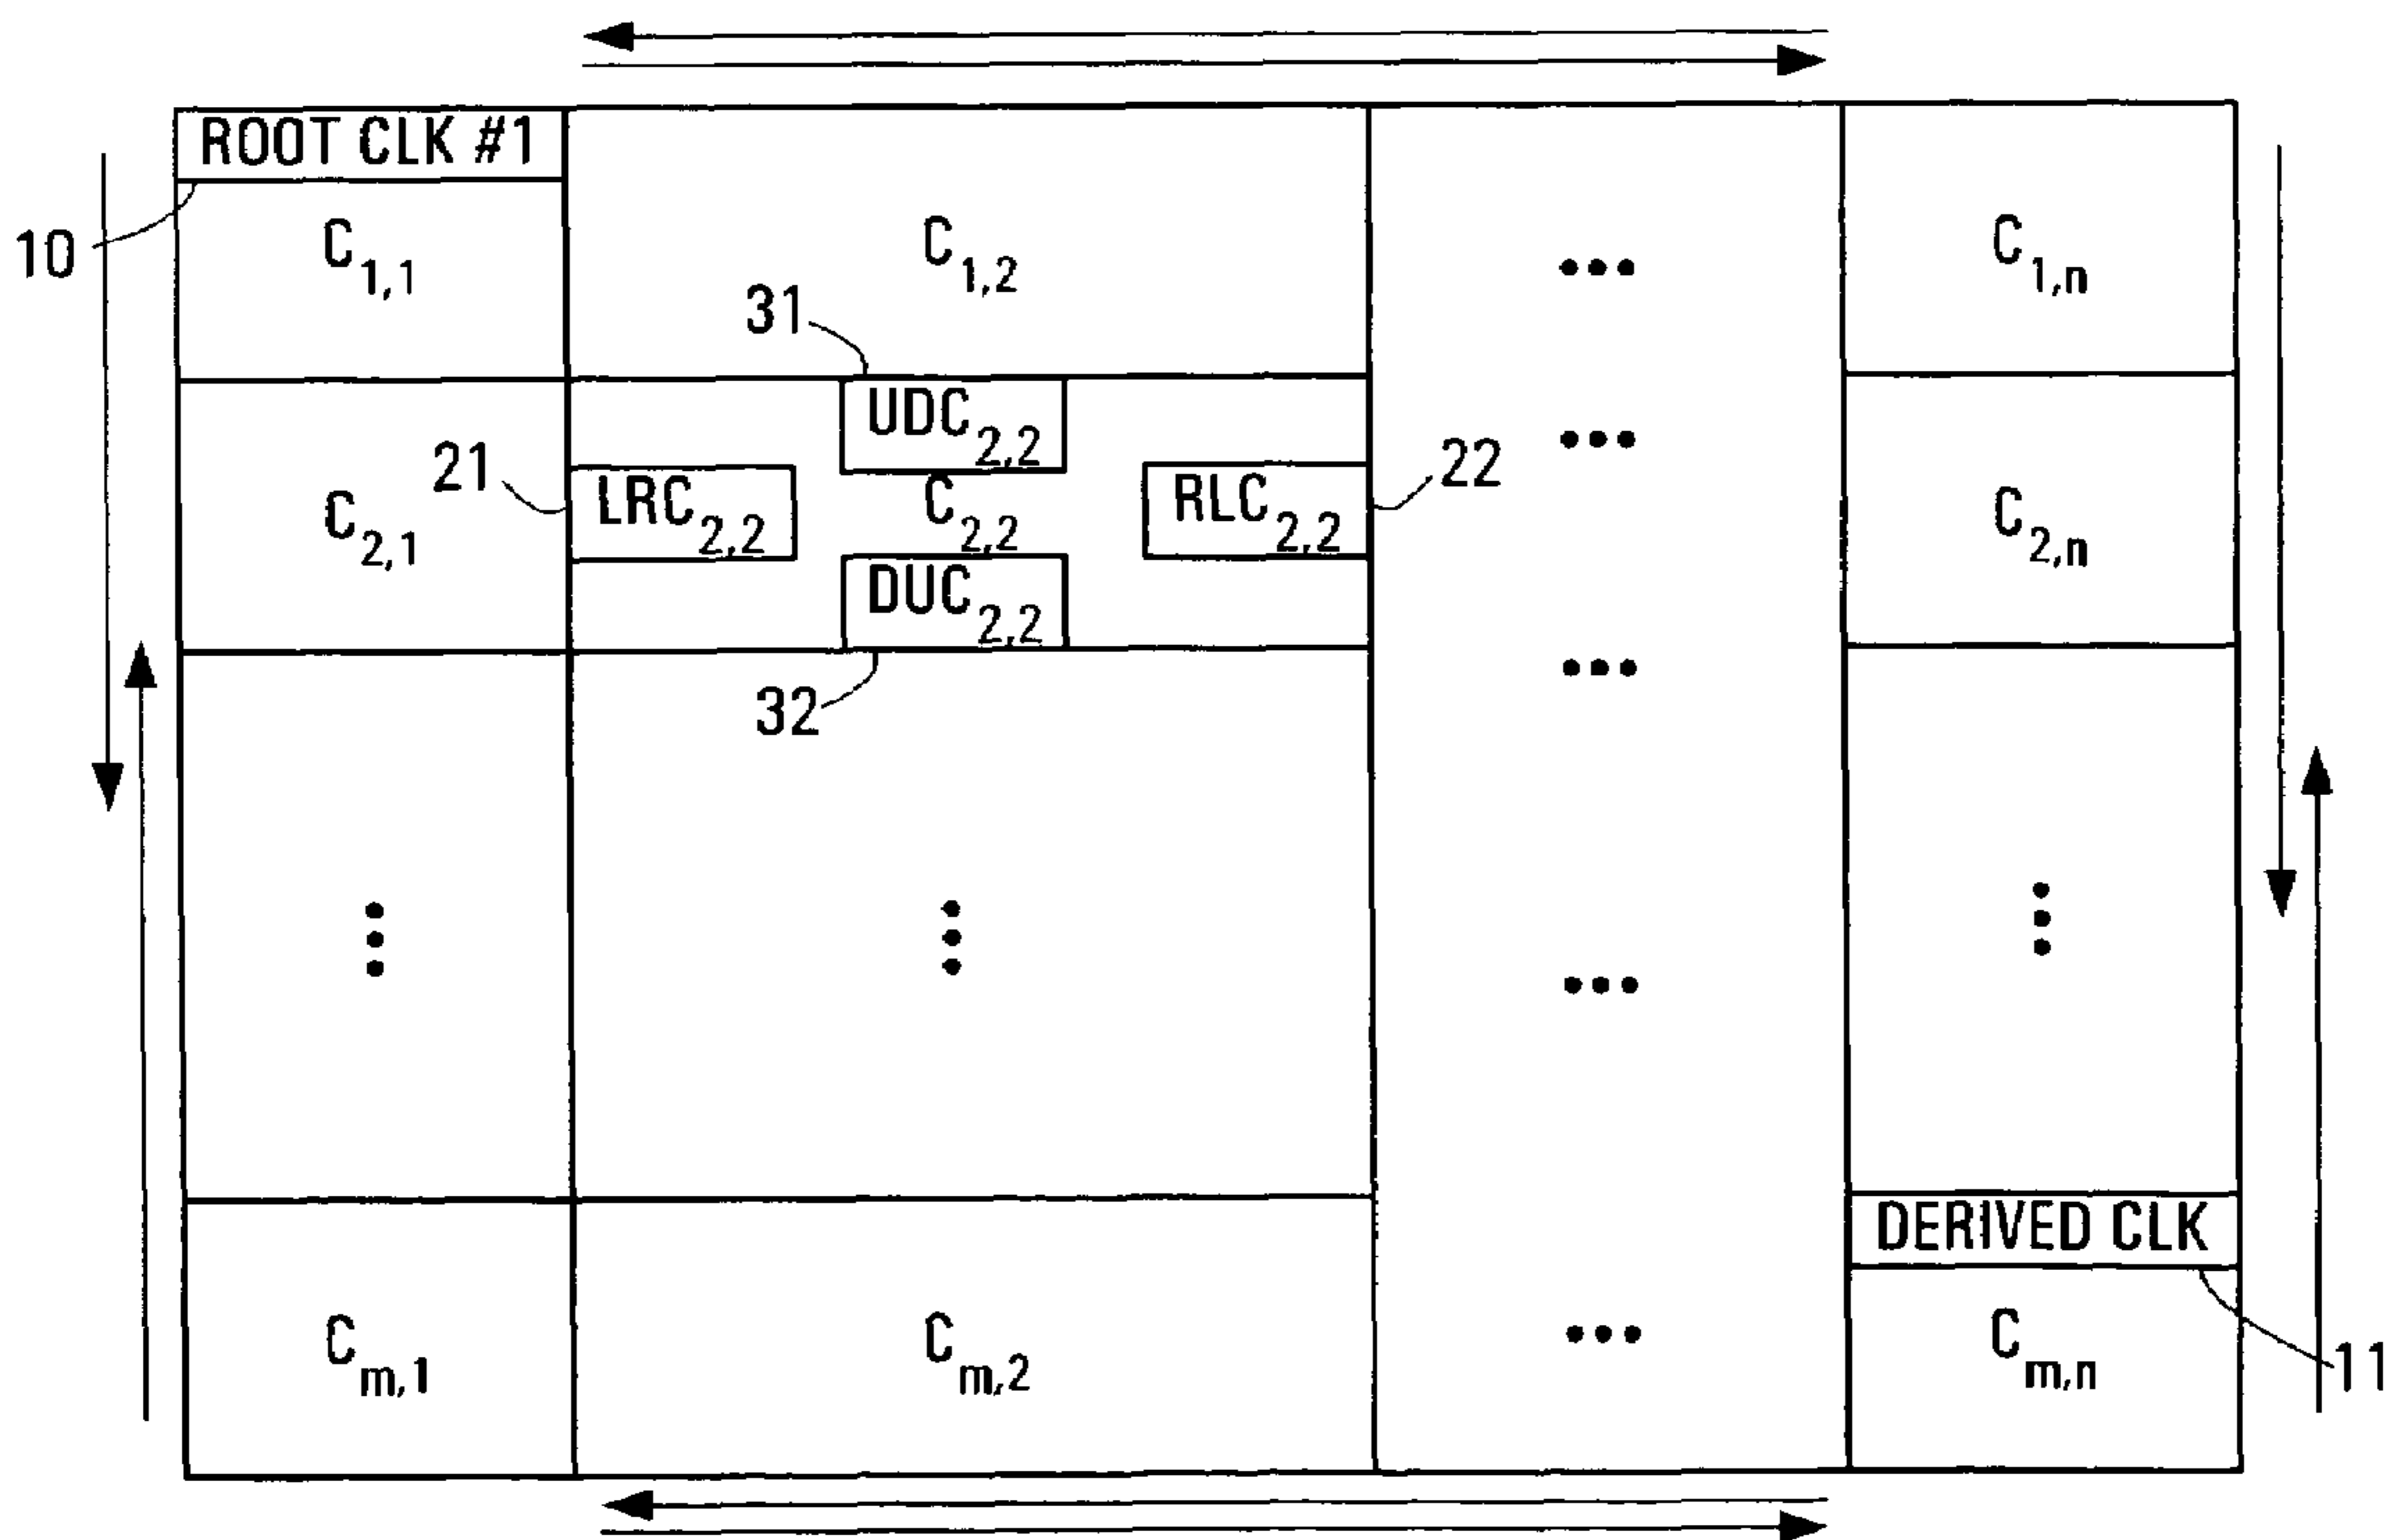 ROOT CLK #1
10
C1,1
C1,2
•••
C1,n
31
UDC2,2
•••
21
22
C2,1
LRC2,2
C2,2
RLC2,2
C2,n
DUC2,2
32
•••
•••
DERIVED CLK
Cm,1
Cm,2
•••
Cm,n
11